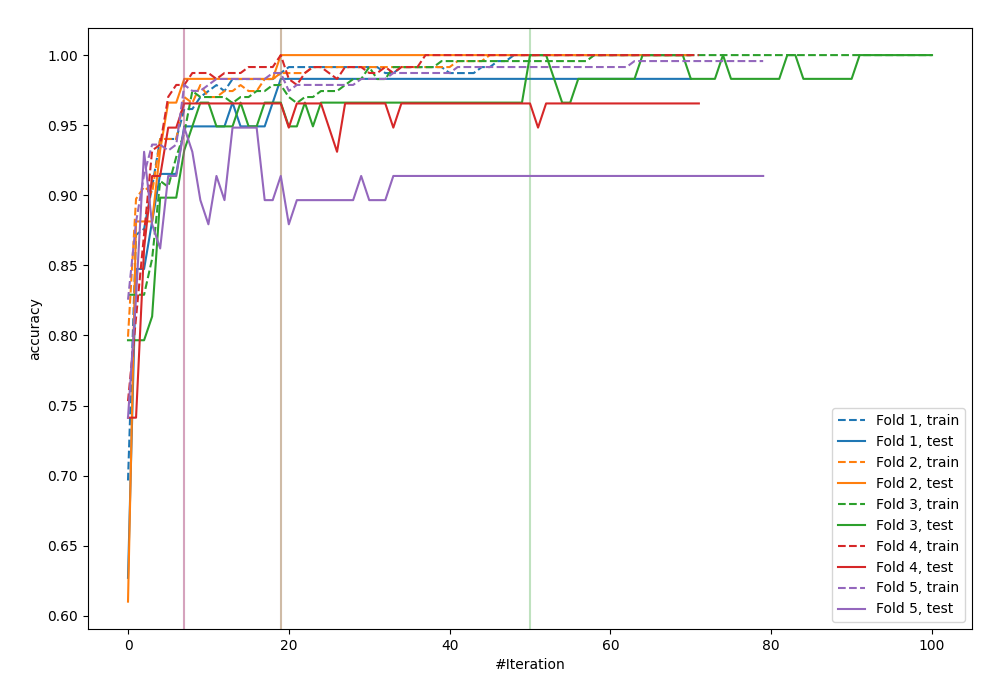 1.00
0.95
0.90
0.85
0.80
0.75
0.70
0.65
0.60
accuracy
0
20
40
60
80
100
#Iteration
Fold 1, train
Fold 1, test
Fold 2, train
Fold 2, test
Fold 3, train
Fold 3, test
Fold 4, train
Fold 4, test
Fold 5, train
Fold 5, test